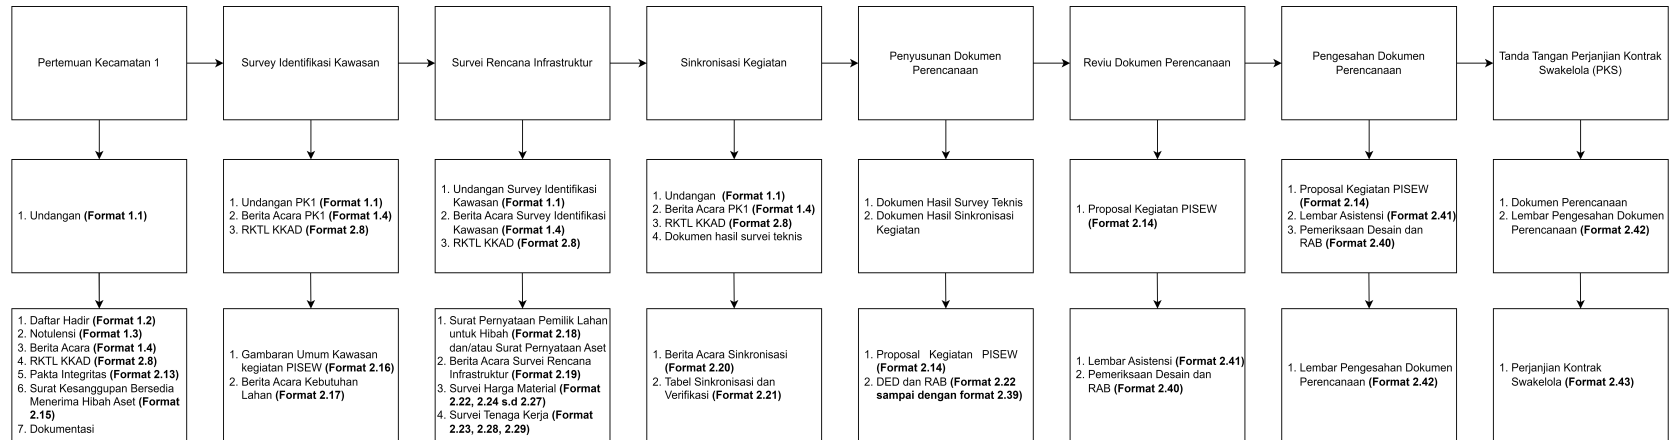 Pertemuan Kecamatan 1
Survey Identifikasi Kawasan
Survei Rencana Infrastruktur
Sinkronisasi Kegiatan
Penyusunan Dokumen
Perencanaan
Reviu Dokumen Perencanaan
Pengesahan Dokumen
Perencanaan
Tanda Tangan Perjanjian Kontrak
Swakelola (PKS)
1. Undangan (Format 1.1)
1. Undangan PK1 (Format 1.1)
2. Berita Acara PK1 (Format 1.4)
3. RKTL KKAD (Format 2.8)
1. Undangan Survey Identifikasi
Kawasan (Format 1.1)
2. Berita Acara Survey Identifikasi
Kawasan (Format 1.4)
3. RKTL KKAD (Format 2.8)
1. Undangan (Format 1.1)
2. Berita Acara PK1 (Format 1.4)
3. RKTL KKAD (Format 2.8)
4. Dokumen hasil survei teknis
1. Dokumen Hasil Survey Teknis
2. Dokumen Hasil Sinkronisasi
Kegiatan
1. Proposal Kegiatan PISEW
(Format 2.14)
1. Proposal Kegiatan PISEW
(Format 2.14)
2. Lembar Asistensi (Format 2.41)
3. Pemeriksaan Desain dan
RAB (Format 2.40)
1. Dokumen Perencanaan
2. Lembar Pengesahan Dokumen
Perencanaan (Format 2.42)
1. Daftar Hadir (Format 1.2)
2. Notulensi (Format 1.3)
3. Berita Acara (Format 1.4)
4. RKTL KKAD (Format 2.8)
5. Pakta Integritas (Format 2.13)
6. Surat Kesanggupan Bersedia
Menerima Hibah Aset (Format
2.15)
7. Dokumentasi
1. Gambaran Umum Kawasan
kegiatan PISEW (Format 2.16)
2. Berita Acara Kebutuhan
Lahan (Format 2.17)
1. Surat Pernyataan Pemilik Lahan
untuk Hibah (Format 2.18)
dan/atau Surat Pernyataan Aset
2. Berita Acara Survei Rencana
Infrastruktur (Format 2.19)
3. Survei Harga Material (Format
2.22, 2.24 s.d 2.27)
4. Survei Tenaga Kerja (Format
2.23, 2.28, 2.29)
1. Berita Acara Sinkronisasi
(Format 2.20)
2. Tabel Sinkronisasi dan
Verifikasi (Format 2.21)
1. Proposal Kegiatan PISEW
(Format 2.14)
2. DED dan RAB (Format 2.22
sampai dengan format 2.39)
1. Lembar Asistensi (Format 2.41)
2. Pemeriksaan Desain dan
RAB (Format 2.40)
1. Lembar Pengesahan Dokumen
Perencanaan (Format 2.42)
1. Perjanjian Kontrak
Swakelola (Format 2.43)